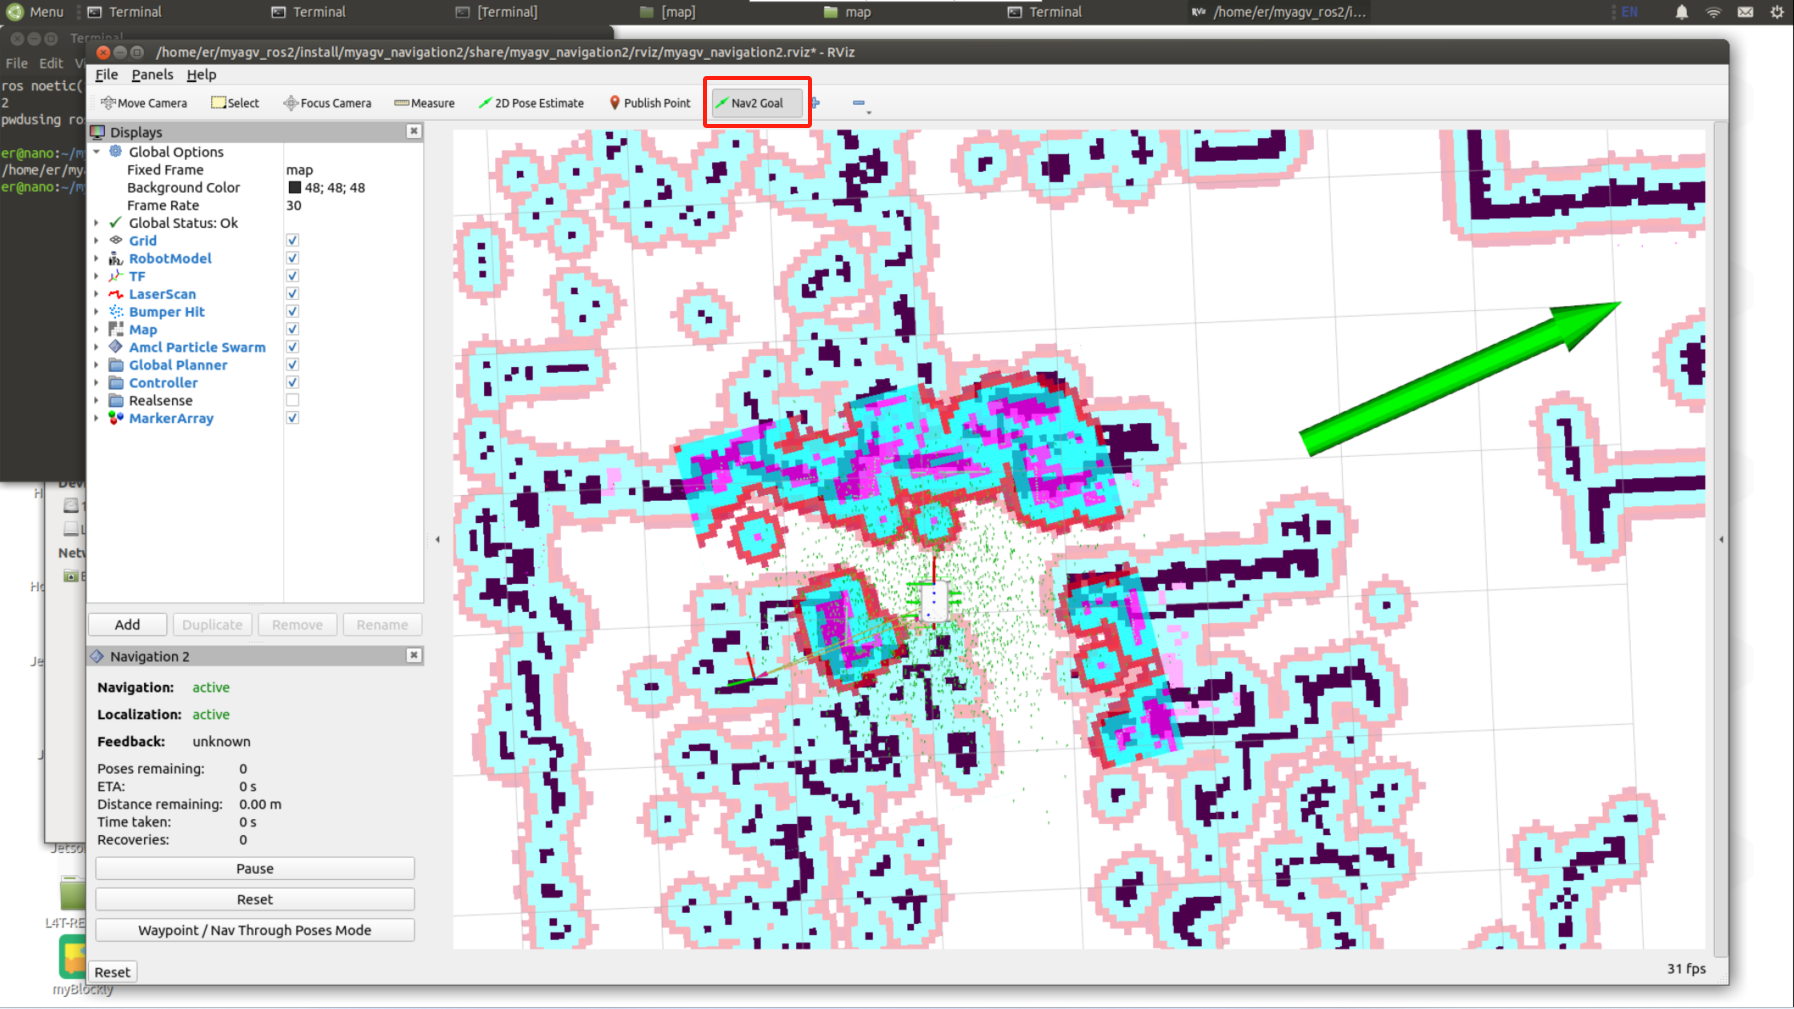 Menu
Terminal
Terminal
[Terminal]
[map]
map
Terminal
/home/er/myagv_ros2/i...
EN
Terminal
/home/er/myagv_ros2/install/myagv_navigation2/share/myagv_navigation2/rviz/myagv_navigation2.rviz* - RViz
File Edit V
File Panels Help
ros noetic(
2
pwdusing ros
er@nano:~/m
/home/er/mya
er@nano:~/m
Move Camera
Select
Focus Camera
Measure
2D Pose Estimate
Publish Point
Nav2 Goal
Displays
Global Options
Fixed Frame map
Background Color 48; 48; 48
Frame Rate 30
Global Status: Ok
Grid
RobotModel
TF
LaserScan
Bumper Hit
Map
Amcl Particle Swarm
Global Planner
Controller
Realsense
MarkerArray
Devi
Netw
Add Duplicate Remove Rename
Navigation 2
Navigation: active
Localization: active
Feedback: unknown
Poses remaining: 0
ETA: 0 s
Distance remaining: 0.00 m
Time taken: 0 s
Recoveries: 0
Pause
Reset
Waypoint / Nav Through Poses Mode
Reset
31 fps
Jetso
L4T-RE
myBlockly